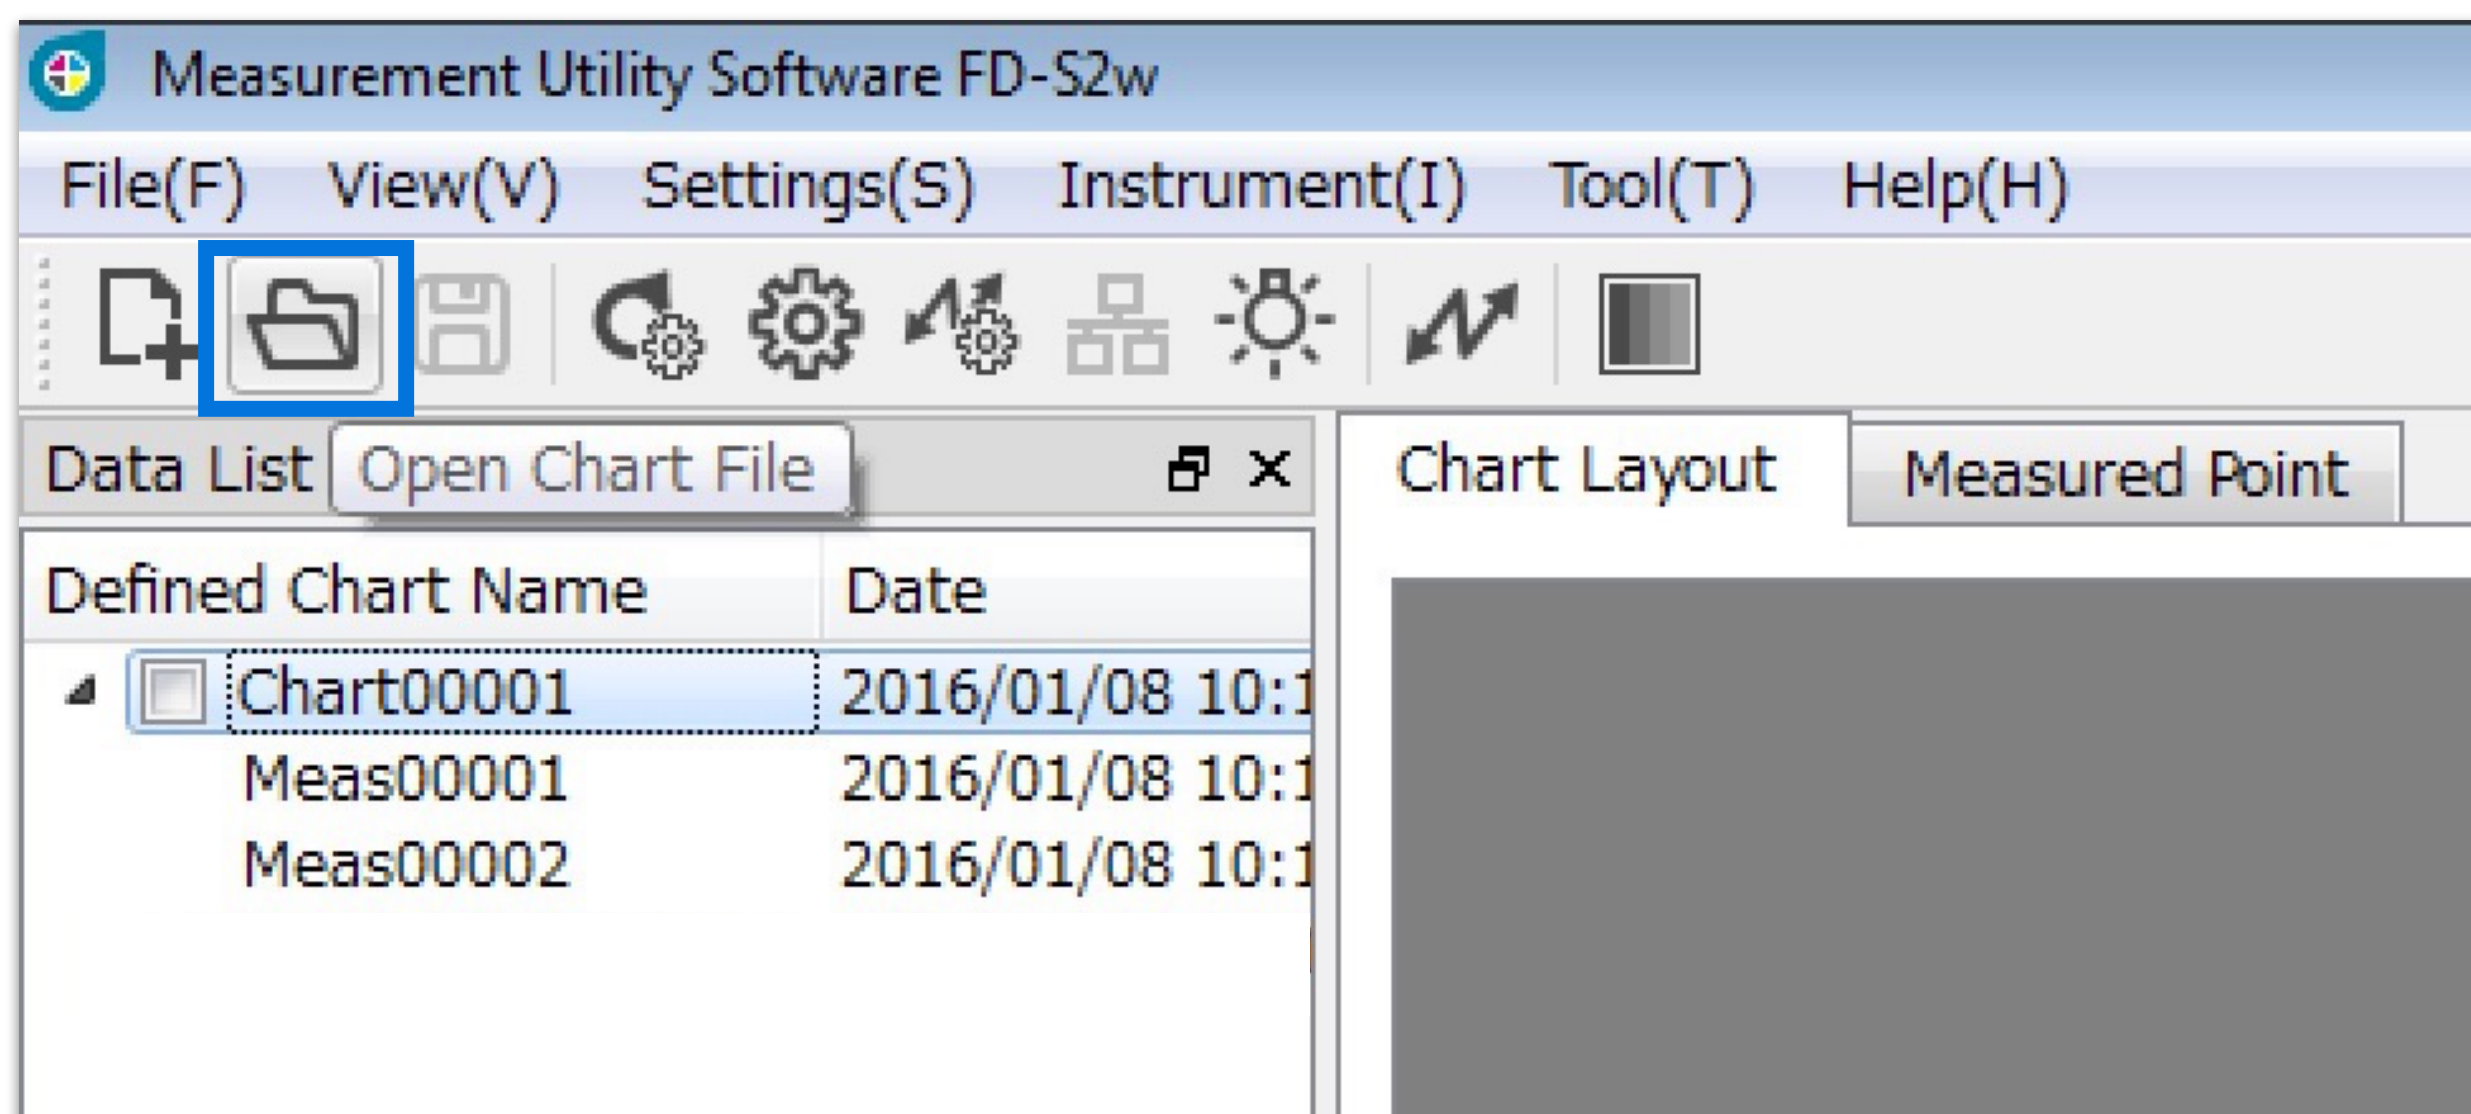 Measurement Utility Software FD-S2w
File(F) View(V) Settings(S) Instrument(I) Tool(T) Help(H)
Data List
Open Chart File
Chart Layout Measured Point
Defined Chart Name Date
Chart00001 2016/01/08 10:1
Meas00001 2016/01/08 10:1
Meas00002 2016/01/08 10:1